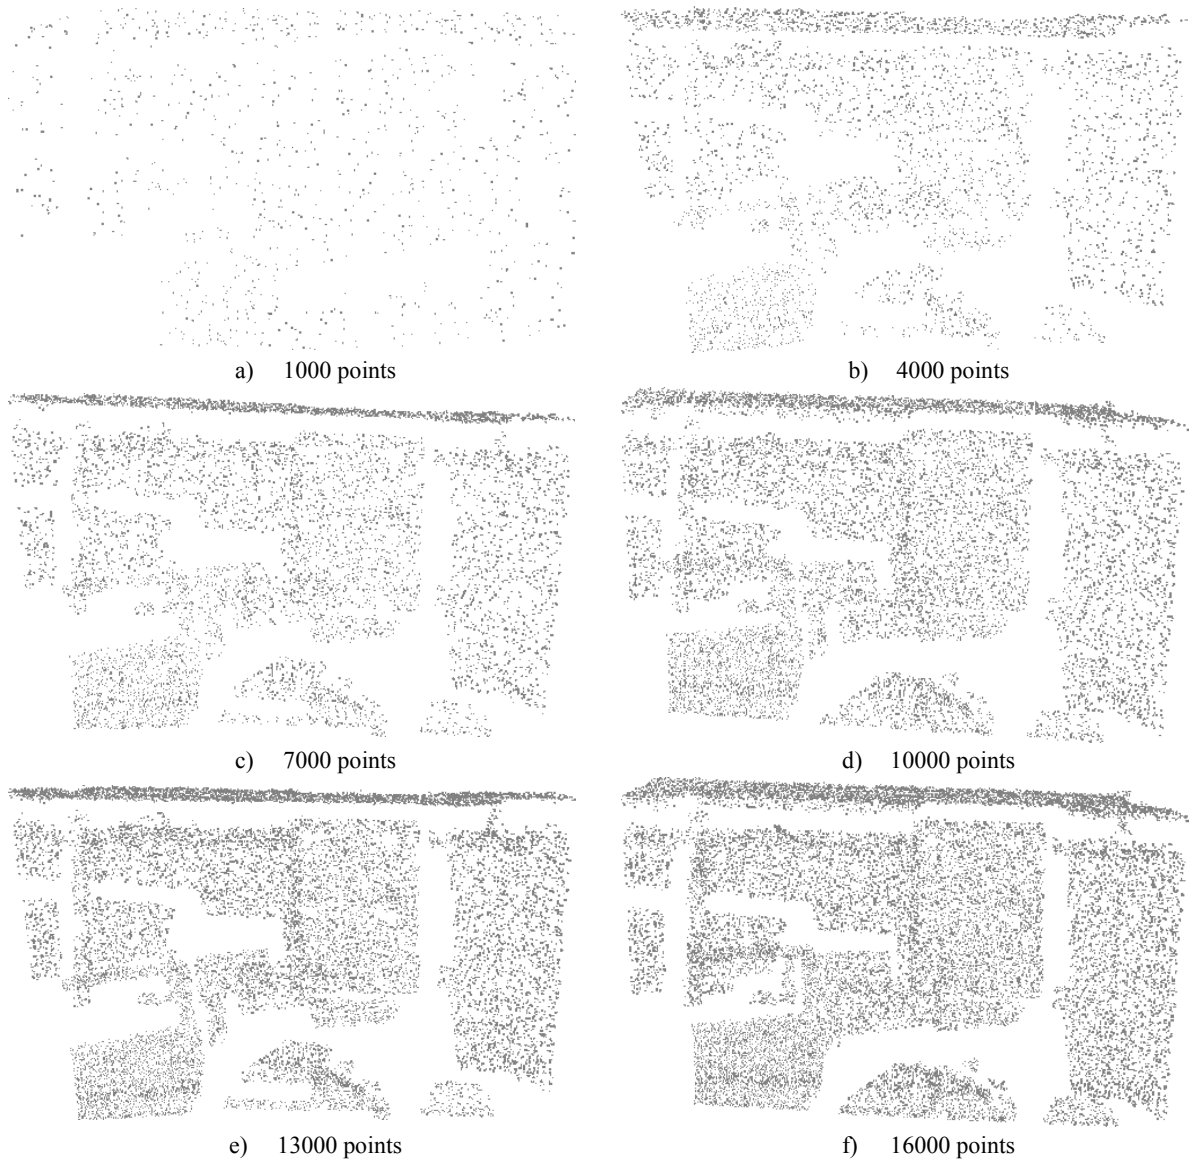 a) 1000 points
b) 4000 points
c) 7000 points
d) 10000 points
e) 13000 points
f) 16000 points